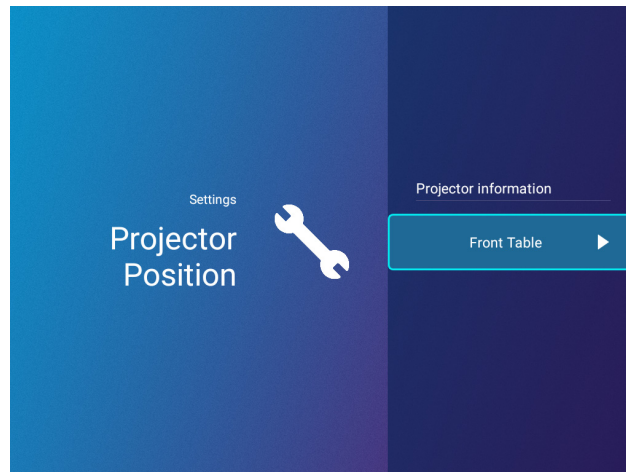 Settings
Projector
Position
Projector information
Front Table